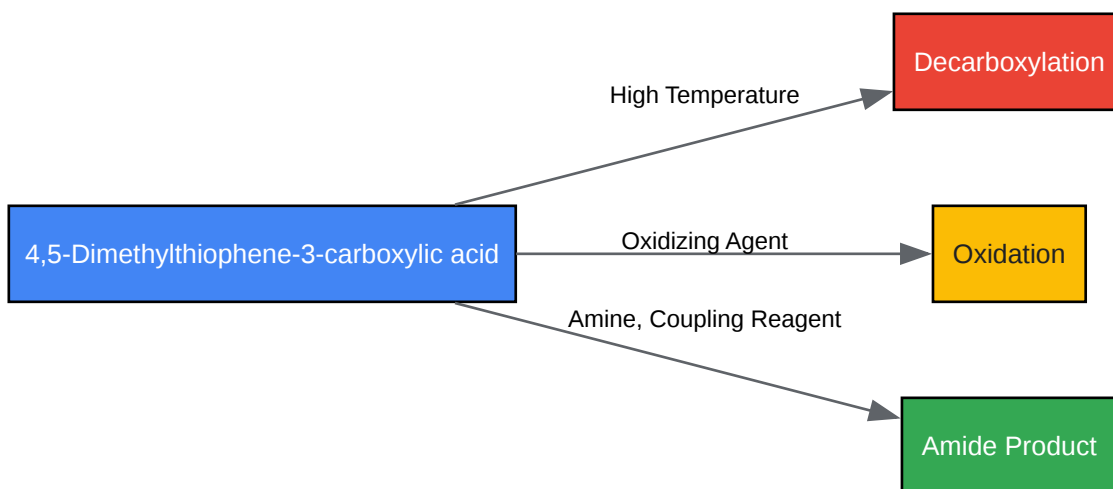 Decarboxylation
High Temperature
4,5-Dimethylthiophene-3-carboxylic acid
Oxidizing Agent
Oxidation
Amine, Coupling Reagent
Amide Product